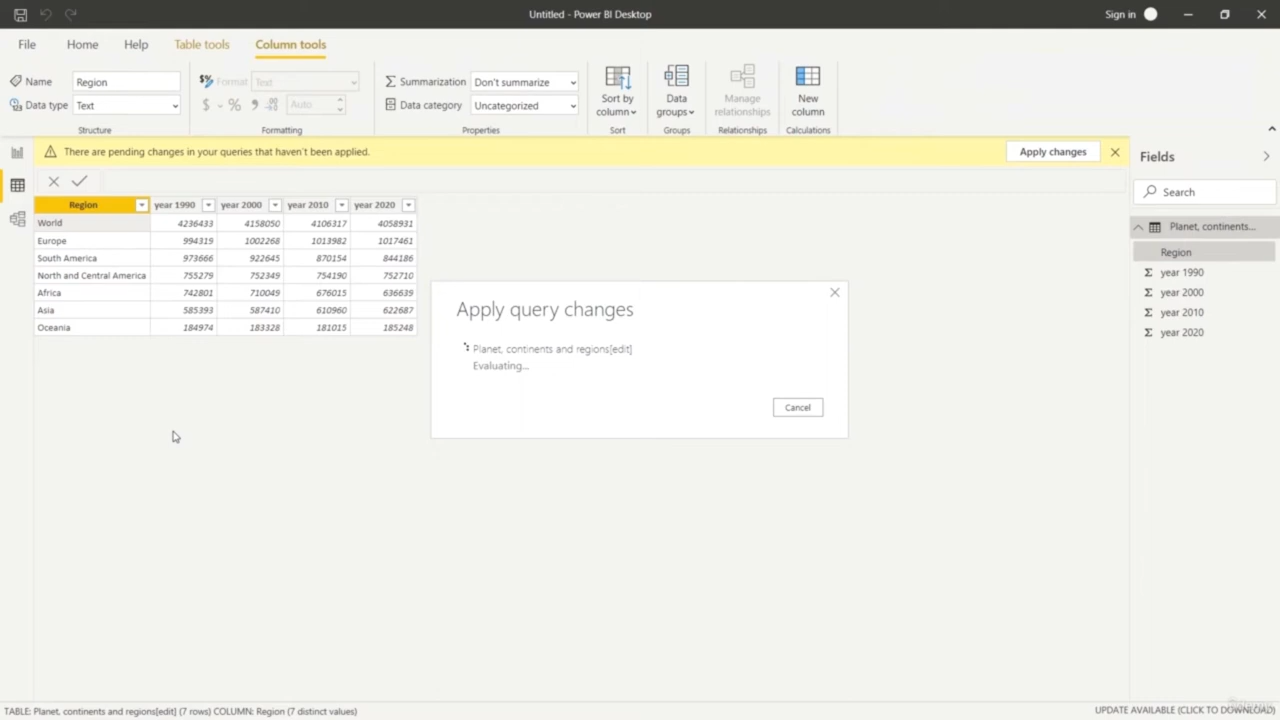 Untitled - Power BI Desktop
Sign in
File Home Help Table tools Column tools
Name Region
Data type Text
Structure
$% Format Text
$ % Auto
Formatting
Summarization Don't summarize
Data category Uncategorized
Properties
Sort by
column
Sort
Data
groups
Groups
Manage
relationships
Relationships
New
column
Calculations
There are pending changes in your queries that haven't been applied.
Apply changes
Region year 1990 year 2000 year 2010 year 2020
World 4236433 4158050 4106317 4058931
Europe 994319 1002268 1013982 1017461
South America 973666 922645 870154 844186
North and Central America 755279 752349 754190 752710
Africa 742801 710049 676015 636639
Asia 585393 587410 610960 622687
Oceania 184974 183328 181015 185248
Apply query changes
Planet, continents and regions[edit]
Evaluating...
Cancel
Fields
Search
Planet, continents...
Region
Σ year 1990
Σ year 2000
Σ year 2010
Σ year 2020
TABLE: Planet, continents and regions[edit] (7 rows) COLUMN: Region (7 distinct values)
UPDATE AVAILABLE (CLICK TO DOWNLOAD)